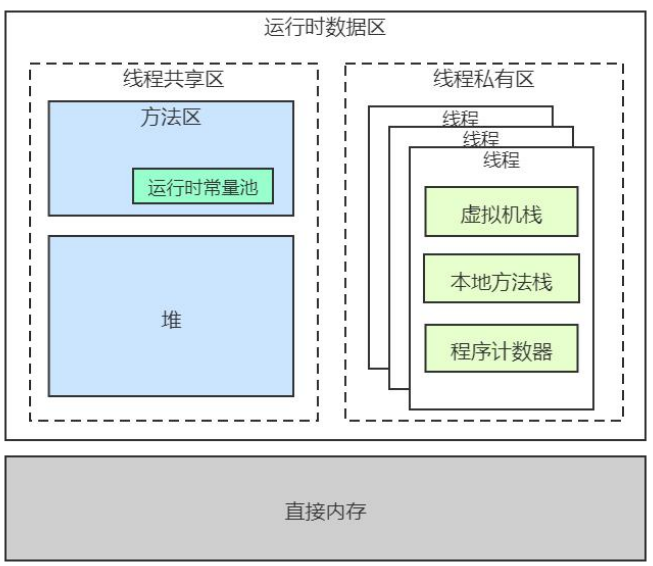 运行时数据区
线程共享区
方法区
运行时常量池
堆
线程私有区
线程
线程
线程
虚拟机栈
本地方法栈
程序计数器
直接内存